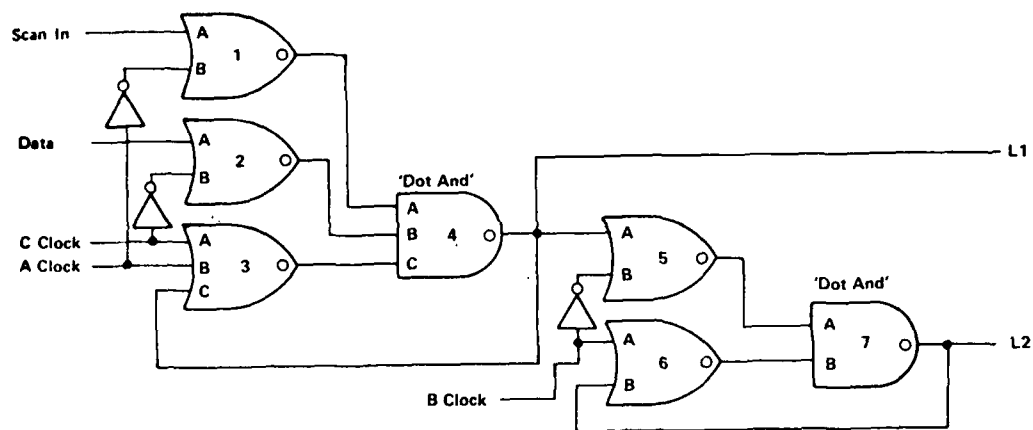 Scan In
A
B
1
Data
A
B
2
C Clock
A Clock
A
B
C
3
'Dot And'
A
B
C
4
L1
A
B
5
B Clock
A
B
6
'Dot And'
A
B
7
L2